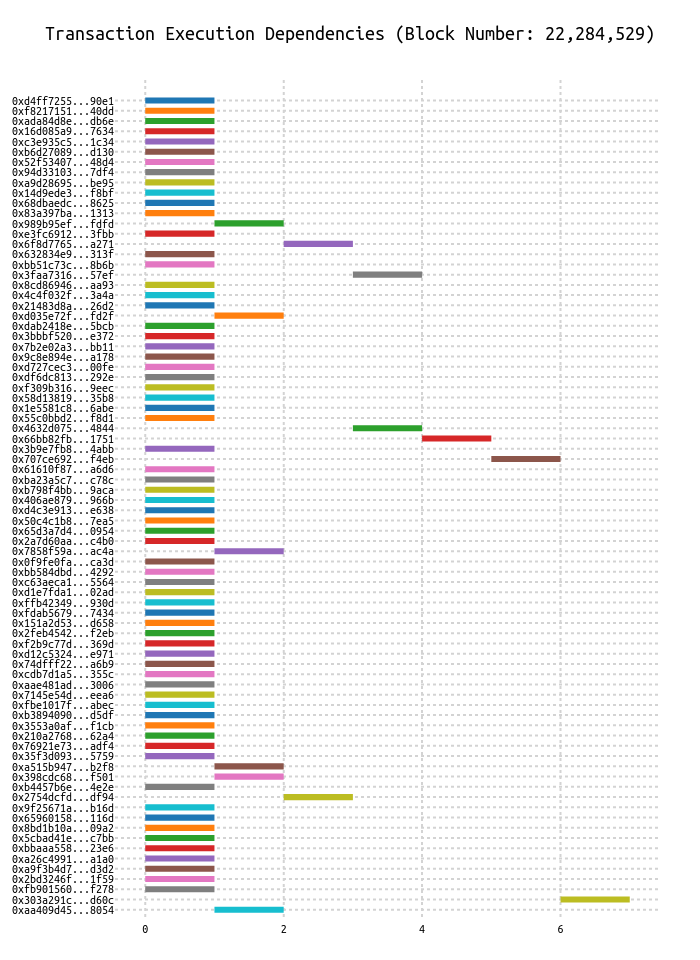 Transaction Execution Dependencies (Block Number: 22,284,529)
0xd4ff7255...90e1
0xf8217151...40dd
0xada84d8e...db6e
0x16d085a9...7634
0xc3e935c5...1c34
0xb6d27089...d130
0x52f53407...48d4
0x94d33103...7df4
0xa9d28695...be95
0x14d9ede3...f8bf
0x68dbaedc...8625
0x83a397ba...1313
0x989b95ef...fdfd
0xe3fc6912...3fbb
0x6f8d7765...a271
0x632834e9...313f
0xbb51c73c...8b6b
0x3faa7316...57ef
0x8cd86946...aa93
0x4c4f032f...3a4a
0x21483d8a...26d2
0xd035e72f...fd2f
0xdab2418e...5bcb
0x3bbbf520...e372
0x7b2e02a3...bb11
0x9c8e894e...a178
0xd727cec3...00fe
0xdf6dc813...292e
0xf309b316...9eec
0x58d13819...35b8
0x1e5581c8...6abe
0x55c0bbd2...f8d1
0x4632d075...4844
0x66bb82fb...1751
0x3b9e7fb8...4abb
0x707ce692...f4eb
0x61610f87...a6d6
0xba23a5c7...c78c
0xb798f4bb...9aca
0x406ae879...966b
0xd4c3e913...e638
0x50c4c1b8...7ea5
0x65d3a7d4...0954
0x2a7d60aa...c4b0
0x7858f59a...ac4a
0x0f9fe0fa...ca3d
0xbb584dbd...4292
0xc63aeca1...5564
0xd1e7fda1...02ad
0xffb42349...930d
0xfdab5679...7434
0x151a2d53...d658
0x2feb4542...f2eb
0xf2b9c77d...369d
0xd12c5324...e971
0x74dfff22...a6b9
0xcdb7d1a5...355c
0xaae481ad...3006
0x7145e54d...eea6
0xfbe1017f...abec
0xb3894090...d5df
0x3553a0af...f1cb
0x210a2768...62a4
0x76921e73...adf4
0x35f3d093...5759
0xa515b947...b2f8
0x398cdc68...f501
0xb4457b6e...4e2e
0x2754dcfd...df94
0x9f25671a...b16d
0x65960158...116d
0x8bd1b10a...09a2
0x5cbad41e...c7bb
0xbbaaa558...23e6
0xa26c4991...a1a0
0xa9f3b4d7...d3d2
0x2bd3246f...1f59
0xfb901560...f278
0x303a291c...d60c
0xaa409d45...8054
0 2 4 6